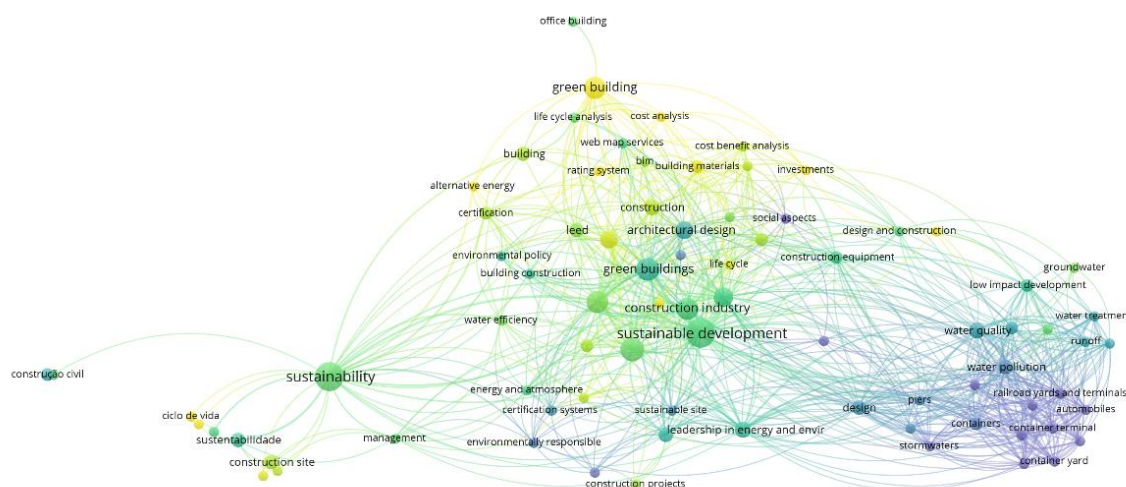 office building
green building
life cycle analysis
cost analysis
web map services
cost benefit analysis
building
bim
building materials
rating system
investments
alternative energy
certification
construction
social aspects
leed
architectural design
design and construction
environmental policy
construction equipment
green buildings
life cycle
groundwater
building construction
low impact development
construction industry
water efficiency
water treatmen
sustainable development
water quality
runoff
water pollution
construção civil
sustainability
energy and atmosphere
railroad yards and terminals
piers
ciclo de vida
certification systems
sustainable site
design
automobiles
containers
container terminal
sustentabilidade
management
environmentally responsible
leadership in energy and envir
stormwaters
construction site
container yard
construction projects